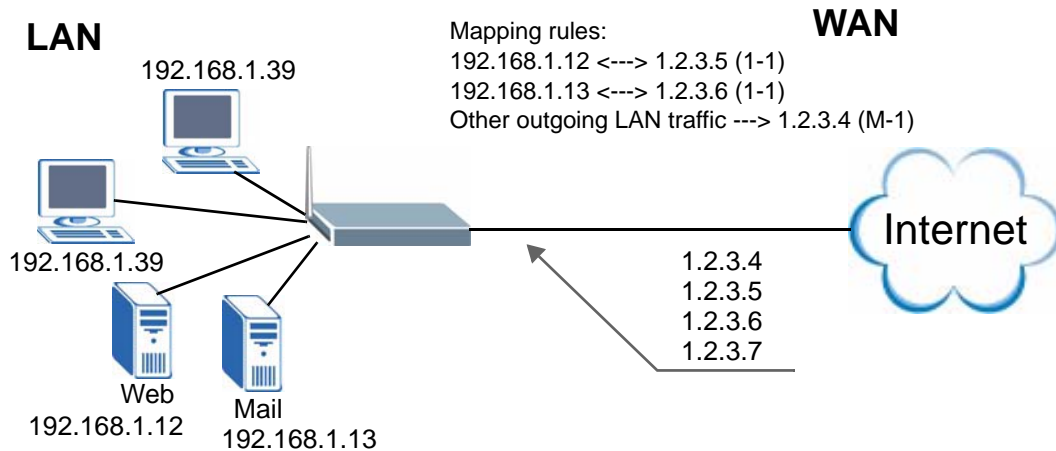 LAN
WAN
Mapping rules:
192.168.1.12 <---> 1.2.3.5 (1-1)
192.168.1.13 <---> 1.2.3.6 (1-1)
Other outgoing LAN traffic ---> 1.2.3.4 (M-1)
192.168.1.39
192.168.1.39
Internet
1.2.3.4
1.2.3.5
1.2.3.6
1.2.3.7
Web
192.168.1.12
Mail
192.168.1.13